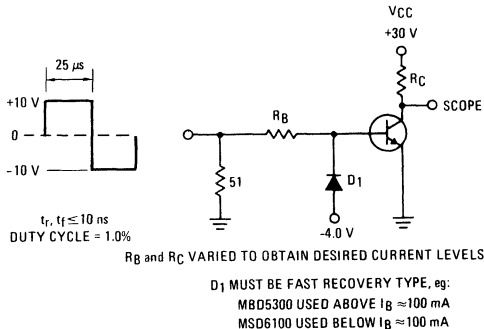 VCC
+30 V
25 μs
RC
+10 V
SCOPE
RB
0
-10 V
51
D1
-4.0 V
tr, tf ≤ 10 ns
DUTY CYCLE = 1.0%
RB and RC VARIED TO OBTAIN DESIRED CURRENT LEVELS
D1 MUST BE FAST RECOVERY TYPE, eg:
MBD5300 USED ABOVE IB ≈ 100 mA
MSD6100 USED BELOW IB ≈ 100 mA